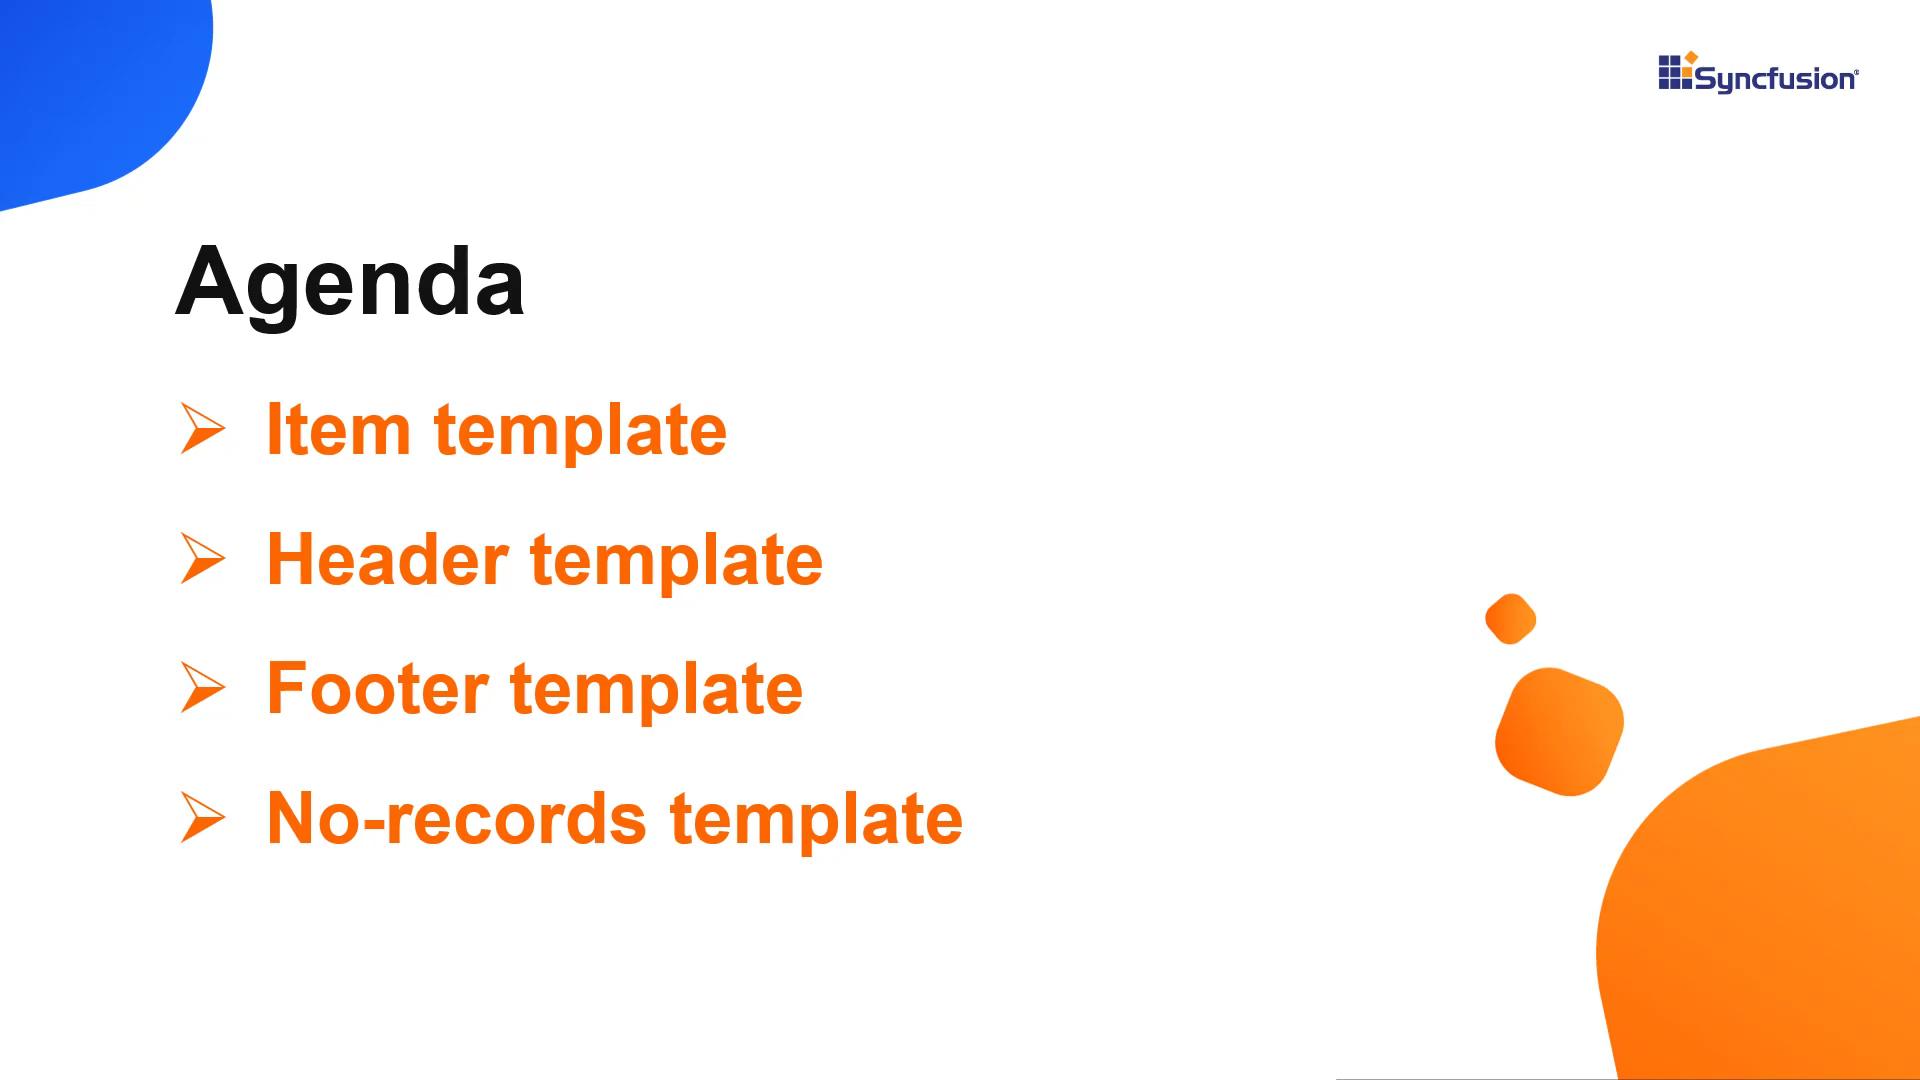 Syncfusion®
Agenda
➢ Item template
➢ Header template
➢ Footer template
➢ No-records template